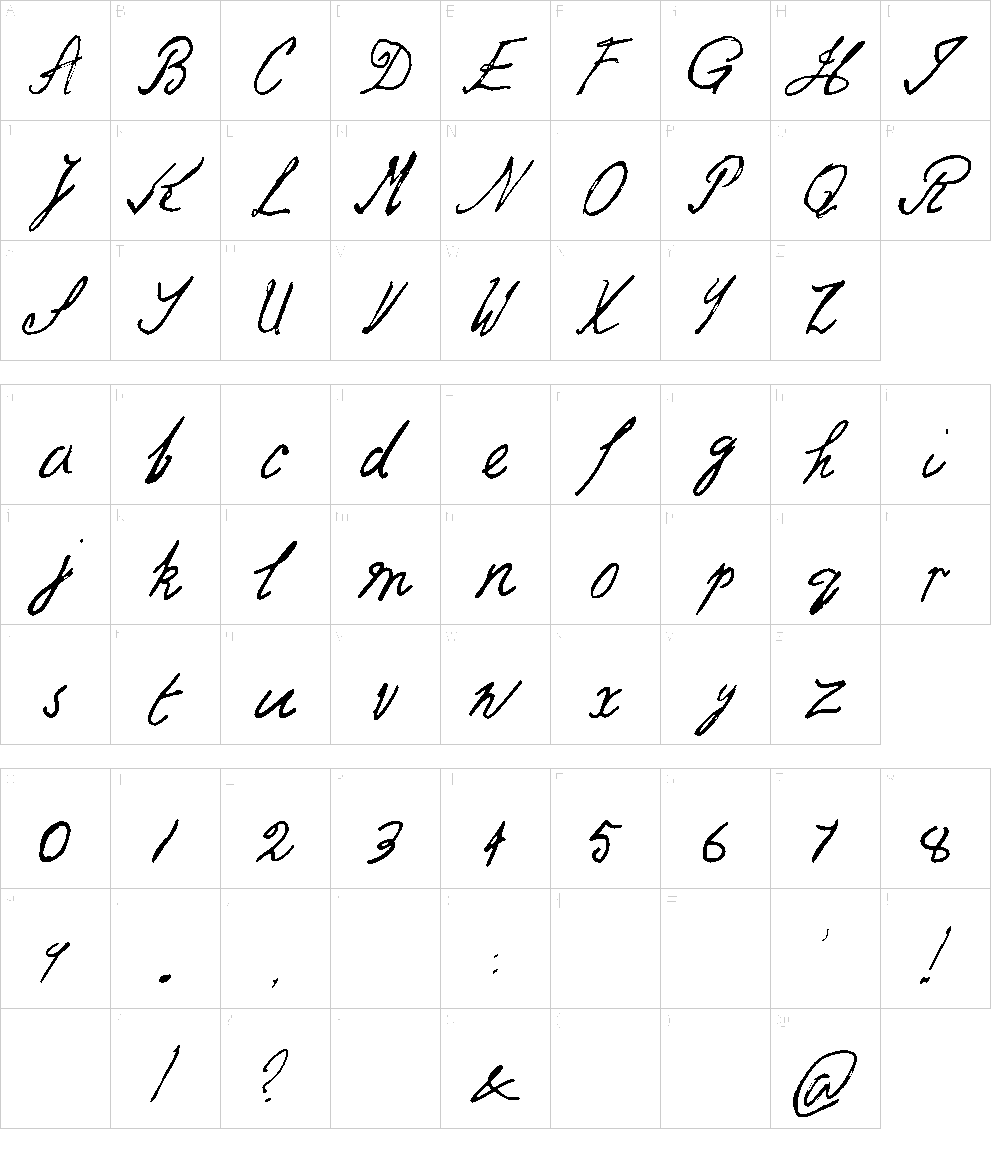 A B C D E F G H I
J K L M N O P Q R
S T U V W X Y Z
a b c d e f g h i
j k l m n o p q r
s t u v w x y z
0 1 2 3 4 5 6 7 8
9 . , : ' !
/ ? & @